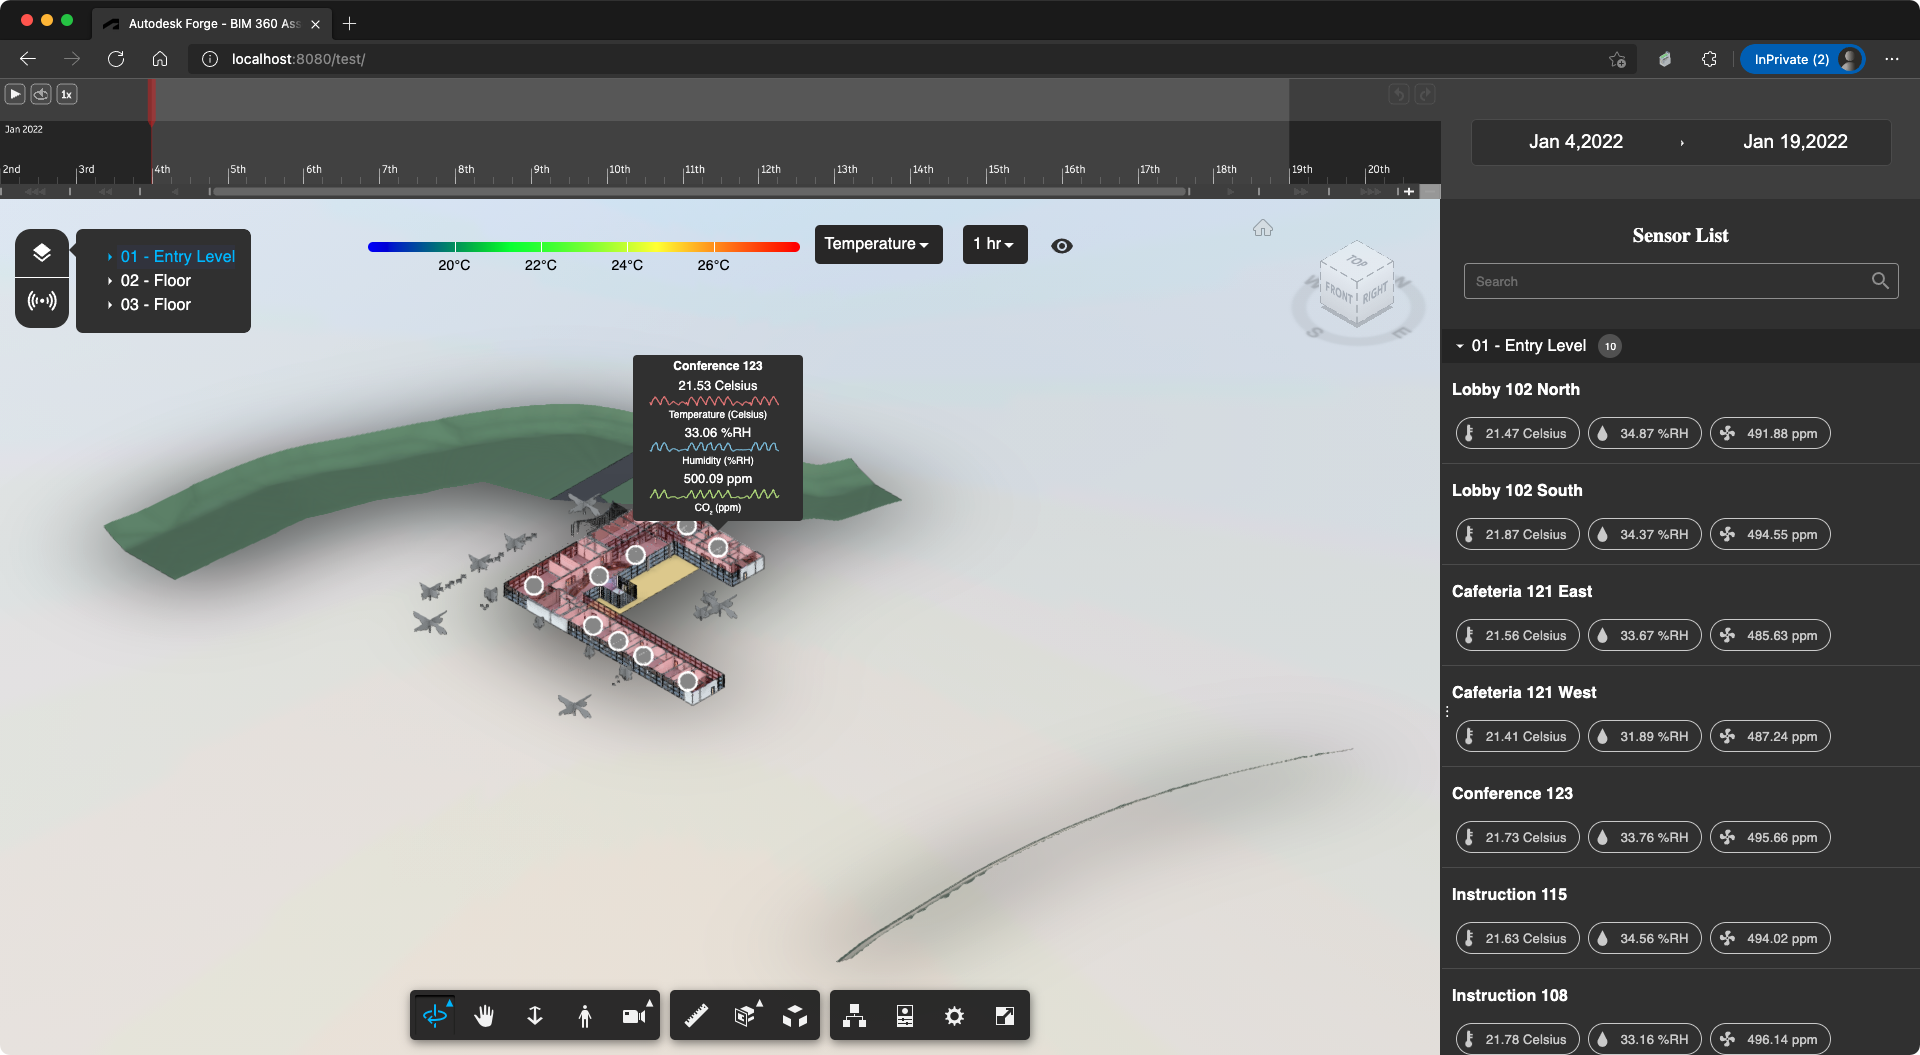 Autodesk Forge - BIM 360 Ass
localhost:8080/test/
InPrivate (2)
1x
Jan 2022
2nd 3rd 4th 5th 6th 7th 8th 9th 10th 11th 12th 13th 14th 15th 16th 17th 18th 19th 20th
Jan 4,2022 Jan 19,2022
01 - Entry Level
02 - Floor
03 - Floor
20°C 22°C 24°C 26°C
Temperature
1 hr
TOP
FRONT RIGHT
W N
S E
Conference 123
21.53 Celsius
Temperature (Celsius)
33.06 %RH
Humidity (%RH)
500.09 ppm
CO₂ (ppm)
Sensor List
Search
01 - Entry Level 10
Lobby 102 North
21.47 Celsius 34.87 %RH 491.88 ppm
Lobby 102 South
21.87 Celsius 34.37 %RH 494.55 ppm
Cafeteria 121 East
21.56 Celsius 33.67 %RH 485.63 ppm
Cafeteria 121 West
21.41 Celsius 31.89 %RH 487.24 ppm
Conference 123
21.73 Celsius 33.76 %RH 495.66 ppm
Instruction 115
21.63 Celsius 34.56 %RH 494.02 ppm
Instruction 108
21.78 Celsius 33.16 %RH 496.14 ppm